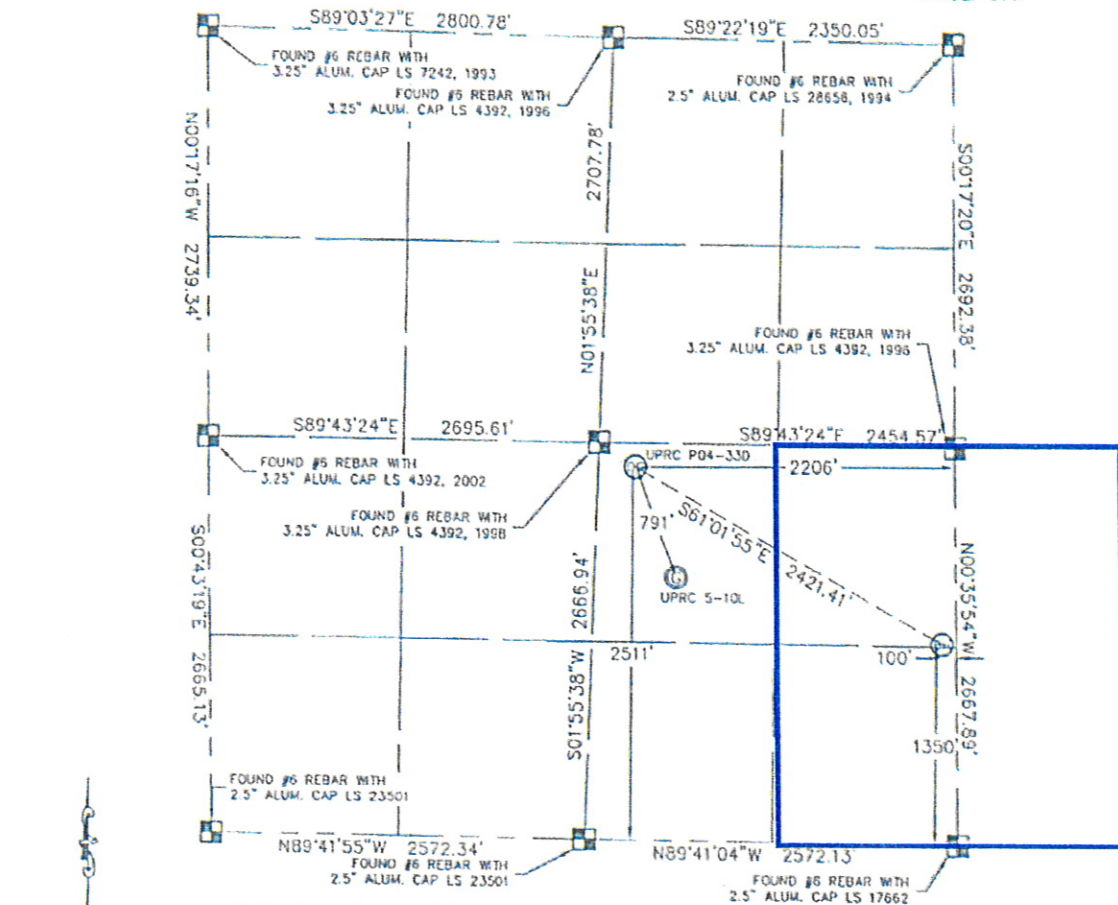 S89°03'27"E 2800.78'
S89°22'19"E 2350.05'
FOUND #6 REBAR WITH
3.25" ALUM. CAP LS 7242, 1993
FOUND #6 REBAR WITH
3.25" ALUM. CAP LS 4392, 1996
FOUND #6 REBAR WITH
2.5" ALUM. CAP LS 28656, 1994
N00°17'16"W 2739.34'
N01°55'38"E 2707.78'
S00°17'20"E 2692.38'
FOUND #6 REBAR WITH
3.25" ALUM. CAP LS 4392, 1996
S89°43'24"E 2695.61'
S89°43'24"E 2454.57'
UPRC P04-330
2206'
FOUND #6 REBAR WITH
3.25" ALUM. CAP LS 4392, 2002
FOUND #6 REBAR WITH
3.25" ALUM. CAP LS 4392, 1998
791'
S61°01'55"E 2421.41'
G
UPRC 5-10L
S00°43'19"E 2665.13'
S01°55'38"W 2666.94'
N00°35'54"W 2667.89'
2511'
100'
1350'
FOUND #6 REBAR WITH
2.5" ALUM. CAP LS 23501
N89°41'55"W 2572.34'
N89°41'04"W 2572.13'
FOUND #6 REBAR WITH
2.5" ALUM. CAP LS 23501
FOUND #6 REBAR WITH
2.5" ALUM. CAP LS 17662